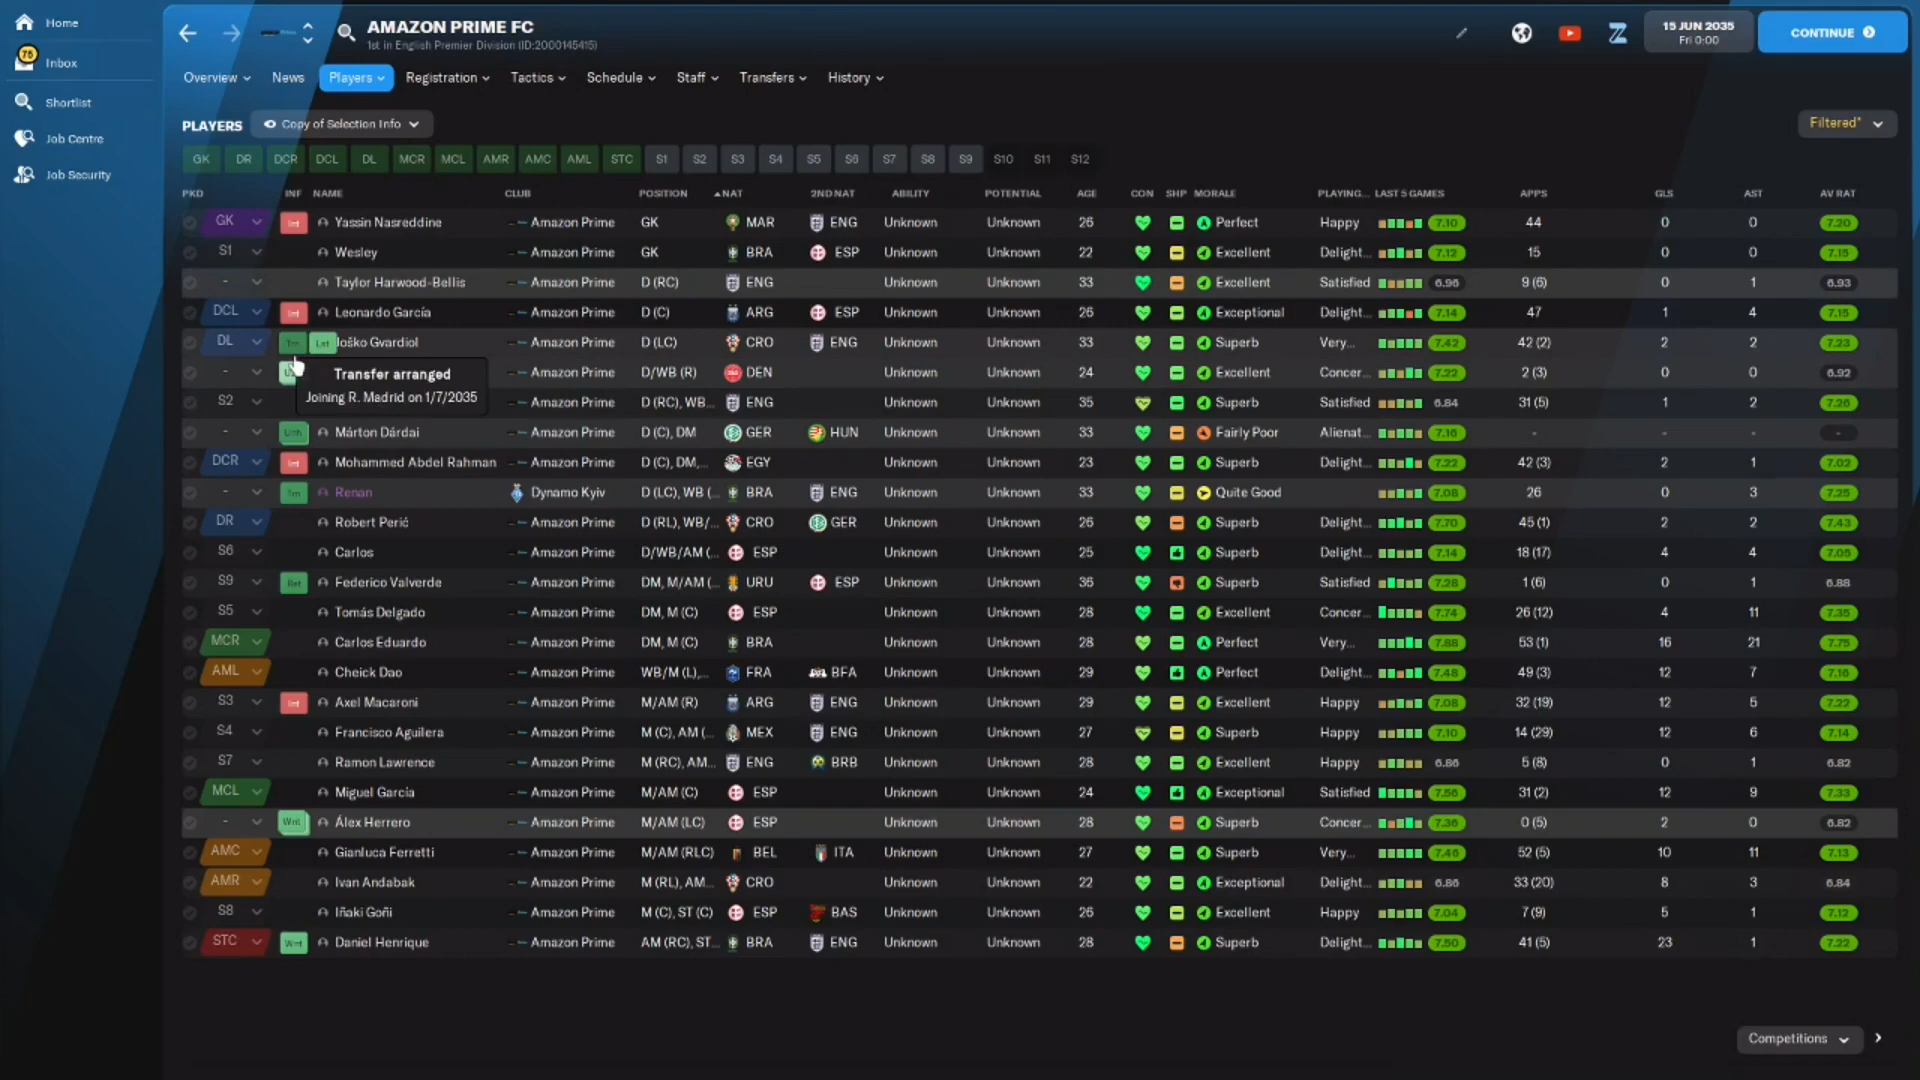 Home
75
Inbox
Shortlist
Job Centre
Job Security
AMAZON PRIME FC
1st in English Premier Division (ID:2000145415)
15 JUN 2035
Fri 0:00
CONTINUE
Overview News Players Registration Tactics Schedule Staff Transfers History
PLAYERS Copy of Selection Info Filtered*
GK DR DCR DCL DL MCR MCL AMR AMC AML STC S1 S2 S3 S4 S5 S6 S7 S8 S9 S10 S11 S12
PKD INF NAME CLUB POSITION NAT 2ND NAT ABILITY POTENTIAL AGE CON SHP MORALE PLAYING... LAST 5 GAMES APPS GLS AST AV RAT
GK Int Yassin Nasreddine Amazon Prime GK MAR ENG Unknown Unknown 26 Perfect Happy 7.10 44 0 0 7.20
S1 Wesley Amazon Prime GK BRA ESP Unknown Unknown 22 Excellent Delight... 7.12 15 0 0 7.15
- Taylor Harwood-Bellis Amazon Prime D (RC) ENG Unknown Unknown 33 Excellent Satisfied 6.96 9 (6) 0 1 6.93
DCL Int Leonardo García Amazon Prime D (C) ARG ESP Unknown Unknown 26 Exceptional Delight... 7.14 47 1 4 7.15
DL Trn Lst Joško Gvardiol Amazon Prime D (LC) CRO ENG Unknown Unknown 33 Superb Very... 7.42 42 (2) 2 2 7.23
- Amazon Prime D/WB (R) DEN Unknown Unknown 24 Excellent Concer... 7.22 2 (3) 0 0 6.92
Transfer arranged
Joining R. Madrid on 1/7/2035
S2 Amazon Prime D (RC), WB... ENG Unknown Unknown 35 Superb Satisfied 6.84 31 (5) 1 2 7.26
- Unh Márton Dárdai Amazon Prime D (C), DM GER HUN Unknown Unknown 33 Fairly Poor Alienat... 7.16 - - - -
DCR Int Mohammed Abdel Rahman Amazon Prime D (C), DM,... EGY Unknown Unknown 23 Superb Delight... 7.22 42 (3) 2 1 7.02
- Trn Renan Dynamo Kyiv D (LC), WB (... BRA ENG Unknown Unknown 33 Quite Good 7.08 26 0 3 7.25
DR Robert Perić Amazon Prime D (RL), WB/... CRO GER Unknown Unknown 26 Superb Delight... 7.70 45 (1) 2 2 7.43
S6 Carlos Amazon Prime D/WB/AM (... ESP Unknown Unknown 25 Superb Delight... 7.14 18 (17) 4 4 7.05
S9 Ret Federico Valverde Amazon Prime DM, M/AM (... URU ESP Unknown Unknown 36 Superb Satisfied 7.28 1 (6) 0 1 6.88
S5 Tomás Delgado Amazon Prime DM, M (C) ESP Unknown Unknown 28 Excellent Concer... 7.74 26 (12) 4 11 7.35
MCR Carlos Eduardo Amazon Prime DM, M (C) BRA Unknown Unknown 28 Perfect Very... 7.88 53 (1) 16 21 7.75
AML Cheick Dao Amazon Prime WB/M (L),... FRA BFA Unknown Unknown 29 Perfect Delight... 7.48 49 (3) 12 7 7.16
S3 Int Axel Macaroni Amazon Prime M/AM (R) ARG ENG Unknown Unknown 29 Excellent Happy 7.08 32 (19) 12 5 7.22
S4 Francisco Aguilera Amazon Prime M (C), AM (... MEX ENG Unknown Unknown 27 Superb Happy 7.10 14 (29) 12 6 7.14
S7 Ramon Lawrence Amazon Prime M (RC), AM... ENG BRB Unknown Unknown 28 Excellent Happy 6.86 5 (8) 0 1 6.82
MCL Miguel García Amazon Prime M/AM (C) ESP Unknown Unknown 24 Exceptional Satisfied 7.56 31 (2) 12 9 7.33
- Wnt Álex Herrero Amazon Prime M/AM (LC) ESP Unknown Unknown 28 Superb Concer... 7.36 0 (5) 2 0 6.82
AMC Gianluca Ferretti Amazon Prime M/AM (RLC) BEL ITA Unknown Unknown 27 Superb Very... 7.46 52 (5) 10 11 7.13
AMR Ivan Andabak Amazon Prime M (RL), AM... CRO Unknown Unknown 22 Exceptional Delight... 6.86 33 (20) 8 3 6.84
S8 Iñaki Goñi Amazon Prime M (C), ST (C) ESP BAS Unknown Unknown 26 Excellent Happy 7.04 7 (9) 5 1 7.12
STC Wnt Daniel Henrique Amazon Prime AM (RC), ST... BRA ENG Unknown Unknown 28 Superb Delight... 7.50 41 (5) 23 1 7.22
Competitions